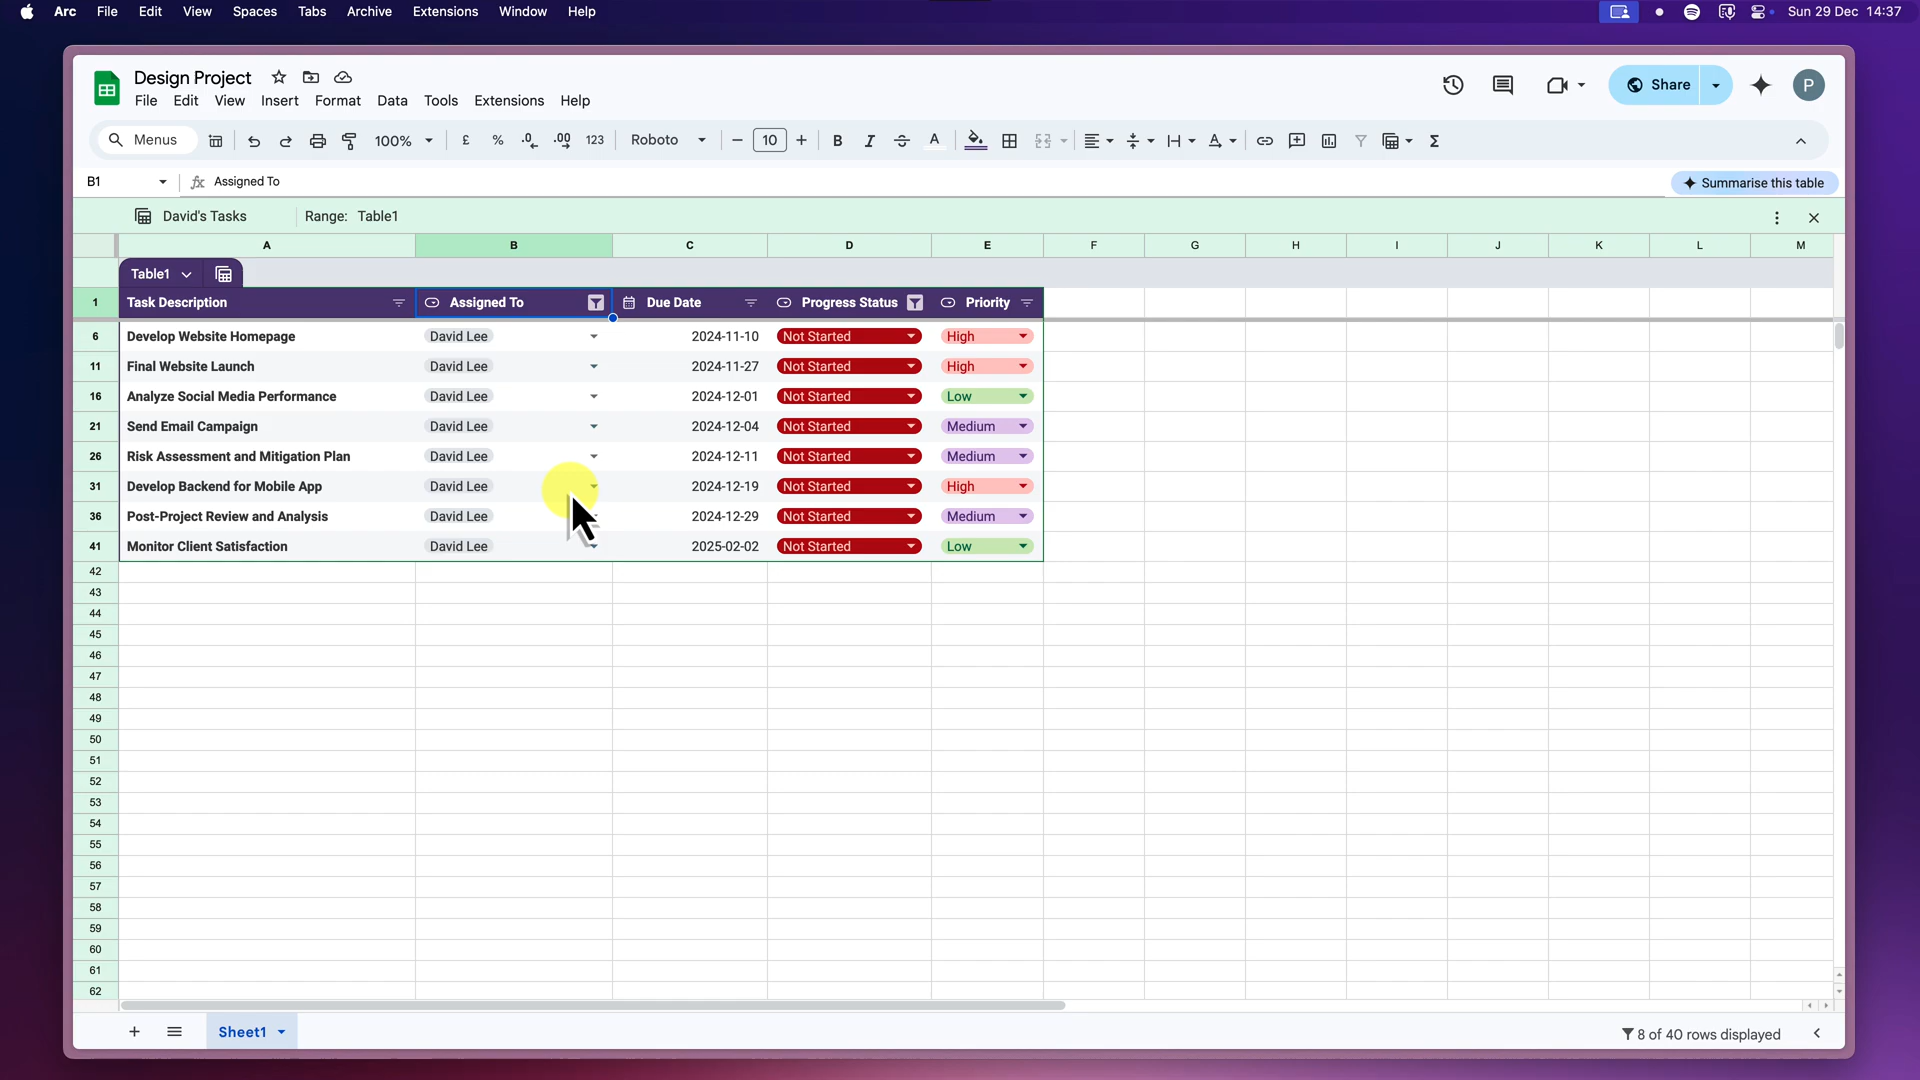 Arc File Edit View Spaces Tabs Archive Extensions Window Help Sun 29 Dec 14:37
Design Project
File Edit View Insert Format Data Tools Extensions Help
Share P
Menus 100% £ % .0 .00 123 Roboto 10 B I A Σ
B1 fx Assigned To Summarise this table
David's Tasks Range: Table1
A B C D E F G H I J K L M
Table1
1 Task Description Assigned To Due Date Progress Status Priority
6 Develop Website Homepage David Lee 2024-11-10 Not Started High
11 Final Website Launch David Lee 2024-11-27 Not Started High
16 Analyze Social Media Performance David Lee 2024-12-01 Not Started Low
21 Send Email Campaign David Lee 2024-12-04 Not Started Medium
26 Risk Assessment and Mitigation Plan David Lee 2024-12-11 Not Started Medium
31 Develop Backend for Mobile App David Lee 2024-12-19 Not Started High
36 Post-Project Review and Analysis David Lee 2024-12-29 Not Started Medium
41 Monitor Client Satisfaction David Lee 2025-02-02 Not Started Low
42
43
44
45
46
47
48
49
50
51
52
53
54
55
56
57
58
59
60
61
62
Sheet1 8 of 40 rows displayed